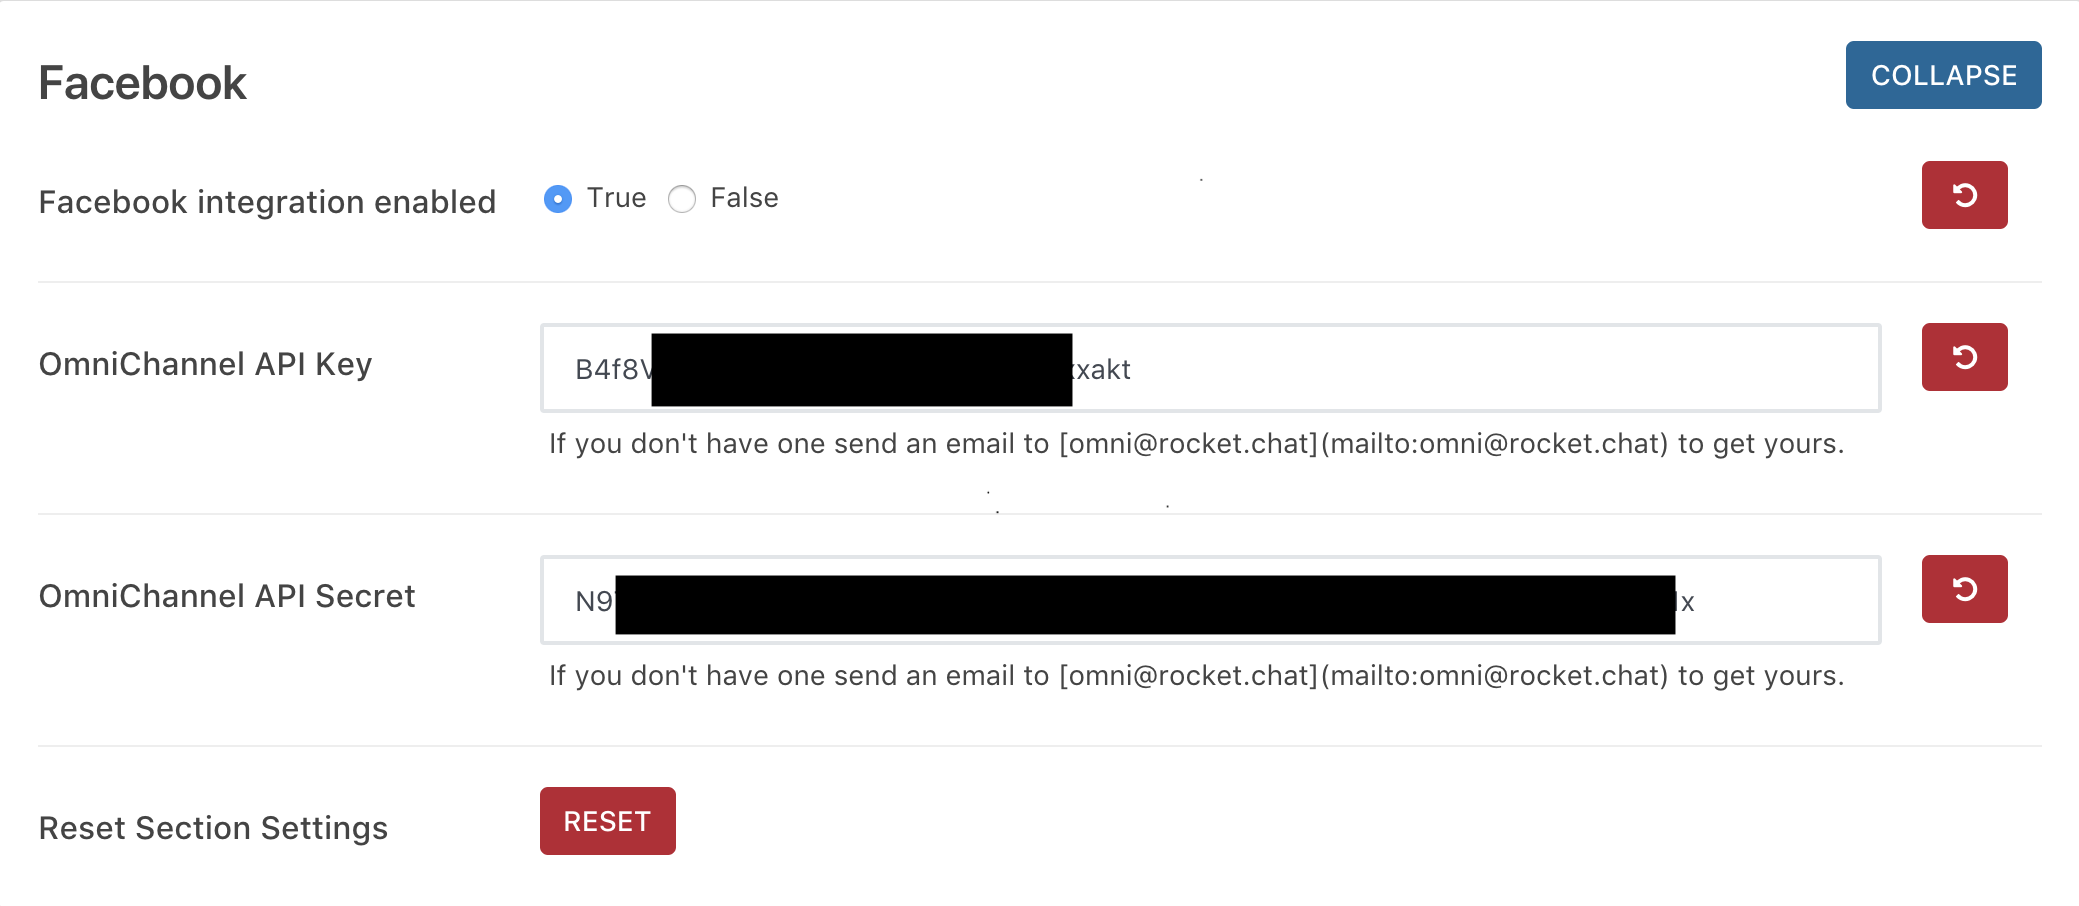 Facebook
COLLAPSE
Facebook integration enabled
True
False
OmniChannel API Key
B4f8V xxakt
If you don't have one send an email to [omni@rocket.chat](mailto:omni@rocket.chat) to get yours.
OmniChannel API Secret
N9 x
If you don't have one send an email to [omni@rocket.chat](mailto:omni@rocket.chat) to get yours.
Reset Section Settings
RESET